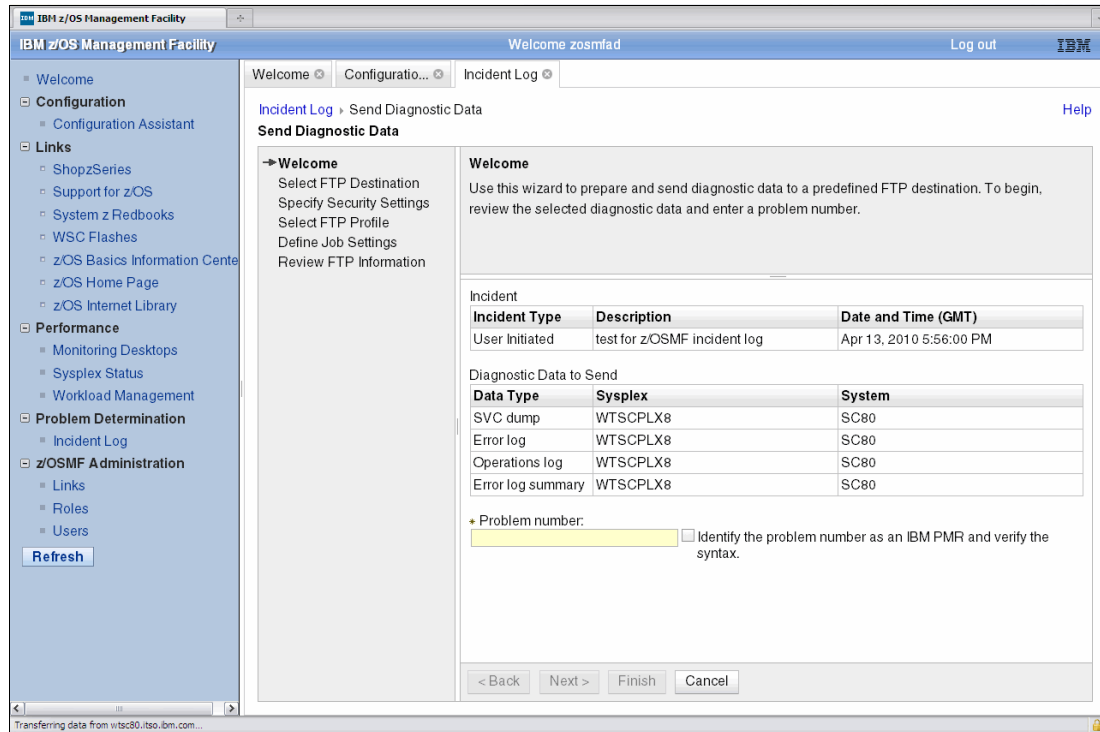 IBM IBM z/OS Management Facility
IBM z/OS Management Facility
Welcome zosmfad
Log out
IBM
Welcome
Configuration
Configuration Assistant
Links
ShopzSeries
Support for z/OS
System z Redbooks
WSC Flashes
z/OS Basics Information Cente
z/OS Home Page
z/OS Internet Library
Performance
Monitoring Desktops
Sysplex Status
Workload Management
Problem Determination
Incident Log
z/OSMF Administration
Links
Roles
Users
Refresh
Welcome
Configuratio...
Incident Log
Incident Log Send Diagnostic Data
Help
Send Diagnostic Data
Welcome
Select FTP Destination
Specify Security Settings
Select FTP Profile
Define Job Settings
Review FTP Information
Welcome
Use this wizard to prepare and send diagnostic data to a predefined FTP destination. To begin,
review the selected diagnostic data and enter a problem number.
Incident
Incident Type Description Date and Time (GMT)
User Initiated test for z/OSMF incident log Apr 13, 2010 5:56:00 PM
Diagnostic Data to Send
Data Type Sysplex System
SVC dump WTSCPLX8 SC80
Error log WTSCPLX8 SC80
Operations log WTSCPLX8 SC80
Error log summary WTSCPLX8 SC80
* Problem number:
Identify the problem number as an IBM PMR and verify the
syntax.
< Back Next > Finish Cancel
Transferring data from wtsc80.itso.ibm.com...